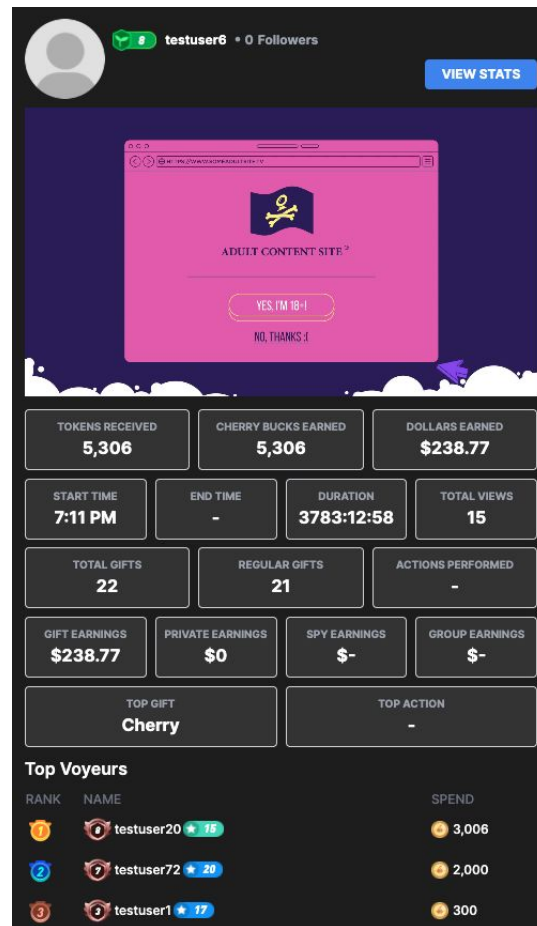 8 testuser6 • 0 Followers
VIEW STATS
ADULT CONTENT SITE
YES, I'M 18+!
NO, THANKS :(
TOKENS RECEIVED CHERRY BUCKS EARNED DOLLARS EARNED
5,306 5,306 $238.77
START TIME END TIME DURATION TOTAL VIEWS
7:11 PM - 3783:12:58 15
TOTAL GIFTS REGULAR GIFTS ACTIONS PERFORMED
22 21 -
GIFT EARNINGS PRIVATE EARNINGS SPY EARNINGS GROUP EARNINGS
$238.77 $0 $- $-
TOP GIFT TOP ACTION
Cherry -
Top Voyeurs
RANK NAME SPEND
1 8 testuser20 15 3,006
2 7 testuser72 20 2,000
3 3 testuser1 17 300